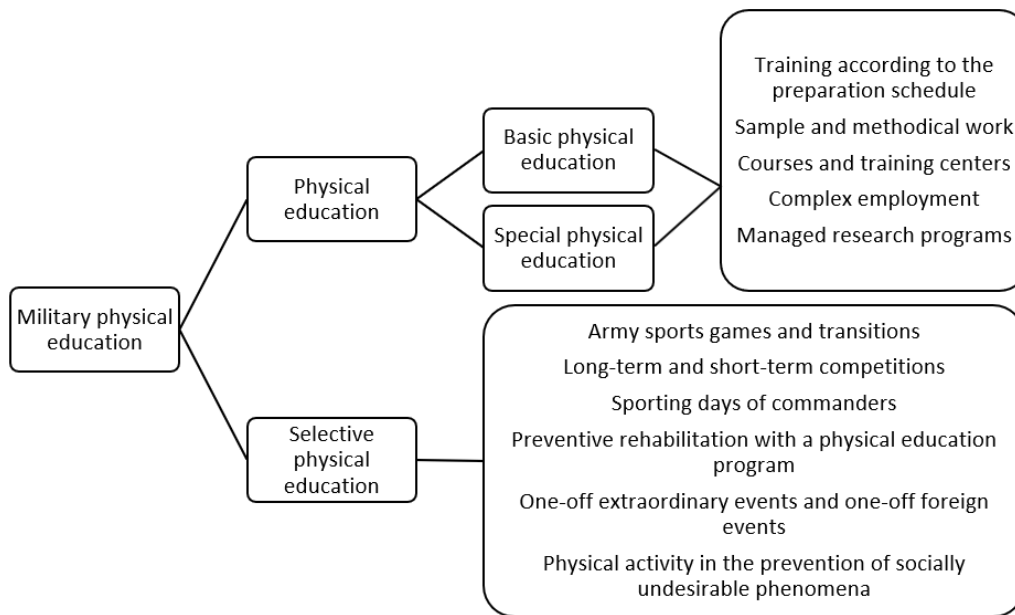 Military physical
education
Physical
education
Selective
physical
education
Basic physical
education
Special physical
education
Training according to the
preparation schedule
Sample and methodical work
Courses and training centers
Complex employment
Managed research programs
Army sports games and transitions
Long-term and short-term competitions
Sporting days of commanders
Preventive rehabilitation with a physical education
program
One-off extraordinary events and one-off foreign
events
Physical activity in the prevention of socially
undesirable phenomena